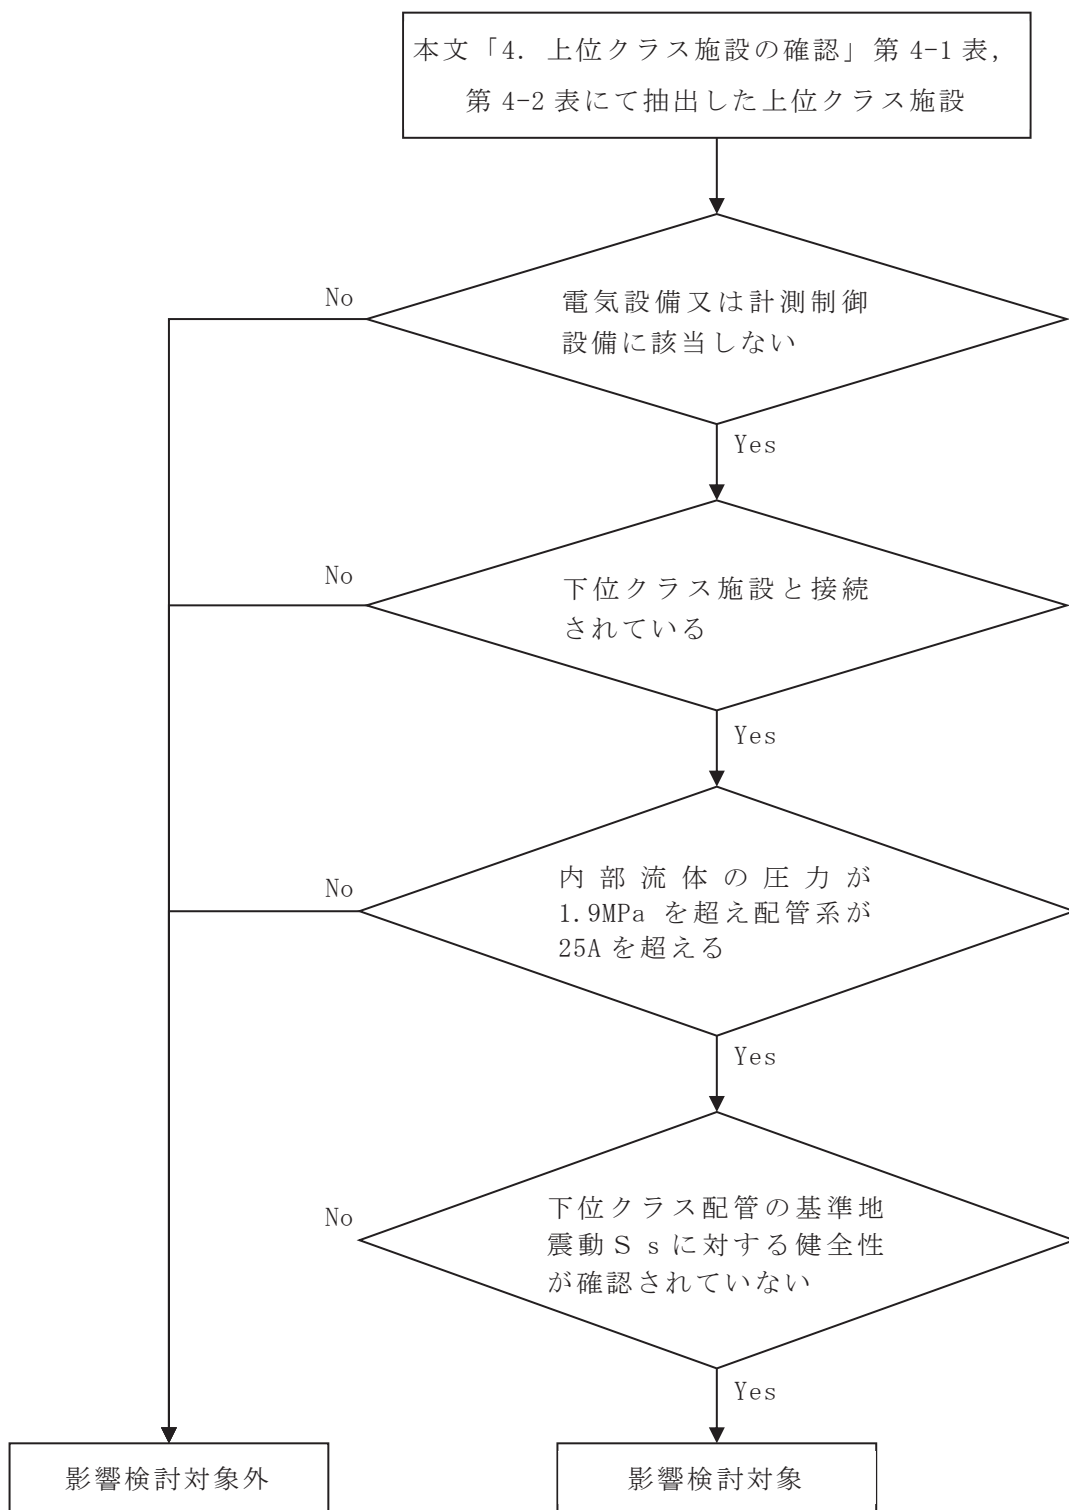 本文「4. 上位クラス施設の確認」第 4-1 表,
第 4-2 表にて抽出した上位クラス施設
No
電気設備又は計測制御
設備に該当しない
Yes
No
下位クラス施設と接続
されている
Yes
No
内部流体の圧力が
1.9MPa を超え配管系が
25A を超える
Yes
No
下位クラス配管の基準地
震動Ｓｓに対する健全性
が確認されていない
Yes
影響検討対象外
影響検討対象